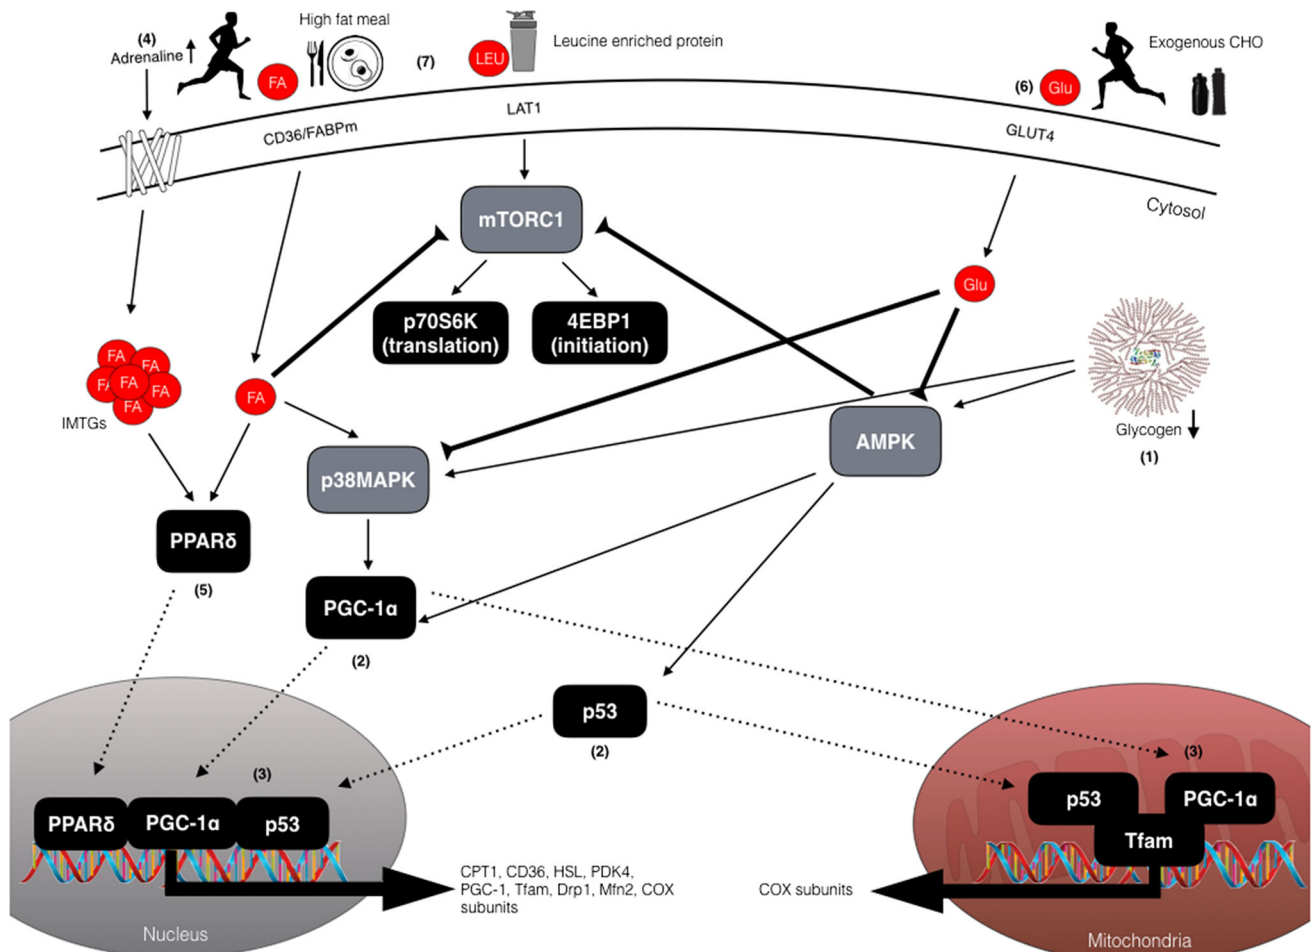 (4)
Adrenaline
High fat meal
FA
(7)
LEU
Leucine enriched protein
(6)
Glu
Exogenous CHO
CD36/FABPm
LAT1
GLUT4
Cytosol
mTORC1
p70S6K
(translation)
4EBP1
(initiation)
Glu
FA
FA
FA
FA
FA
FA
IMTGs
FA
Glycogen
(1)
p38MAPK
AMPK
PPARδ
(5)
PGC-1α
(2)
p53
(2)
(3)
PPARδ
PGC-1α
p53
(3)
p53
PGC-1α
Tfam
CPT1, CD36, HSL, PDK4,
PGC-1, Tfam, Drp1, Mfn2, COX
subunits
COX subunits
Nucleus
Mitochondria